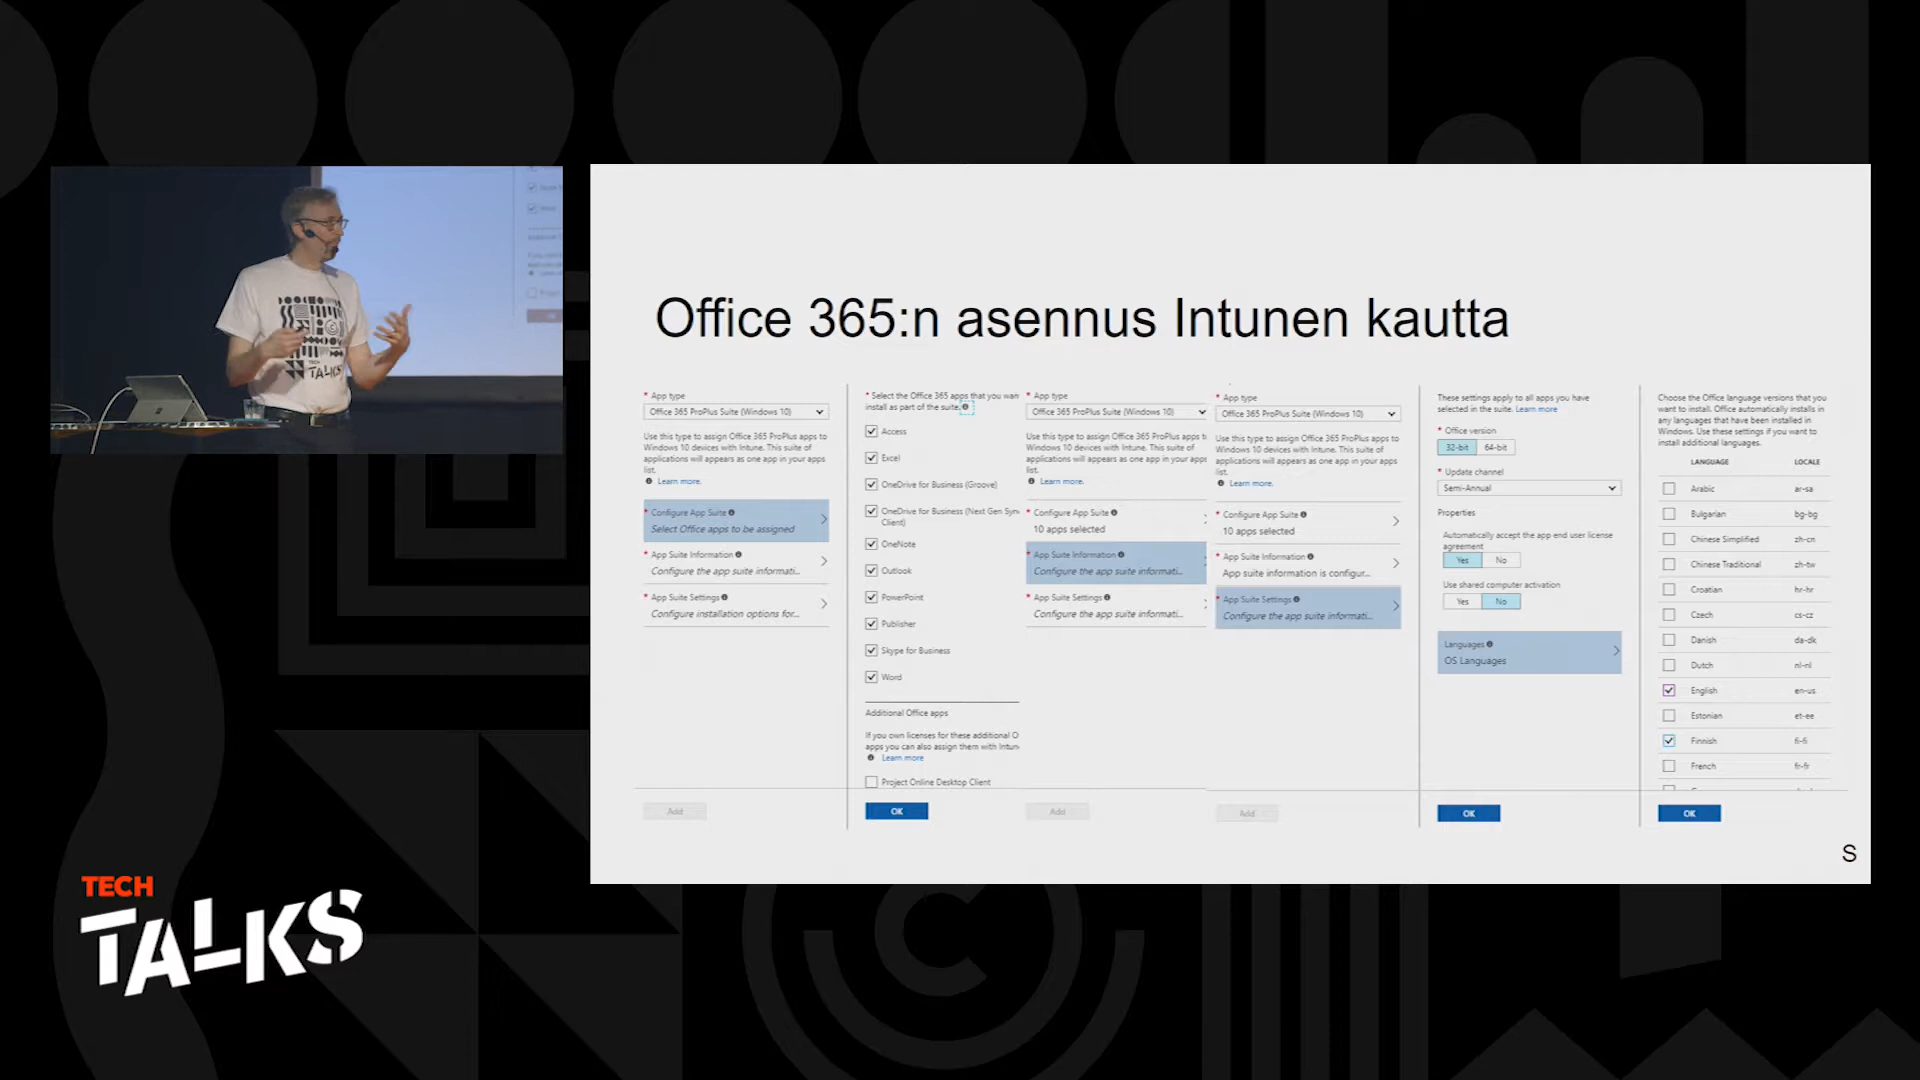 Office 365:n asennus Intunen kautta
* App type
Office 365 ProPlus Suite (Windows 10)
Use this type to assign Office 365 ProPlus apps to
Windows 10 devices with Intune. This suite of
applications will appears as one app in your apps
list.
Learn more.
* Configure App Suite
Select Office apps to be assigned
* App Suite Information
Configure the app suite informati...
* App Suite Settings
Configure installation options for...
Add
* Select the Office 365 apps that you wan
install as part of the suite.
Access
Excel
OneDrive for Business (Groove)
OneDrive for Business (Next Gen Sync
Client)
OneNote
Outlook
PowerPoint
Publisher
Skype for Business
Word
Additional Office apps
If you own licenses for these additional O
apps you can also assign them with Intun
Learn more
Project Online Desktop Client
OK
* App type
Office 365 ProPlus Suite (Windows 10)
Use this type to assign Office 365 ProPlus apps t
Windows 10 devices with Intune. This suite of
applications will appears as one app in your apps
list.
Learn more.
* Configure App Suite
10 apps selected
* App Suite Information
Configure the app suite informati...
* App Suite Settings
Configure the app suite informati...
Add
* App type
Office 365 ProPlus Suite (Windows 10)
Use this type to assign Office 365 ProPlus apps to
Windows 10 devices with Intune. This suite of
applications will appears as one app in your apps
list.
Learn more.
* Configure App Suite
10 apps selected
* App Suite Information
App suite information is configur...
* App Suite Settings
Configure the app suite informati...
Add
These settings apply to all apps you have
selected in the suite. Learn more
* Office version
32-bit 64-bit
* Update channel
Semi-Annual
Properties
Automatically accept the app end user license
agreement
Yes No
Use shared computer activation
Yes No
Languages
OS Languages
OK
Choose the Office language versions that you
want to install. Office automatically installs in
any languages that have been installed in
Windows. Use these settings if you want to
install additional languages.
LANGUAGE LOCALE
Arabic ar-sa
Bulgarian bg-bg
Chinese Simplified zh-cn
Chinese Traditional zh-tw
Croatian hr-hr
Czech cs-cz
Danish da-dk
Dutch nl-nl
English en-us
Estonian et-ee
Finnish fi-fi
French fr-fr
OK
S
TECH
TALKS
TECH
TALKS